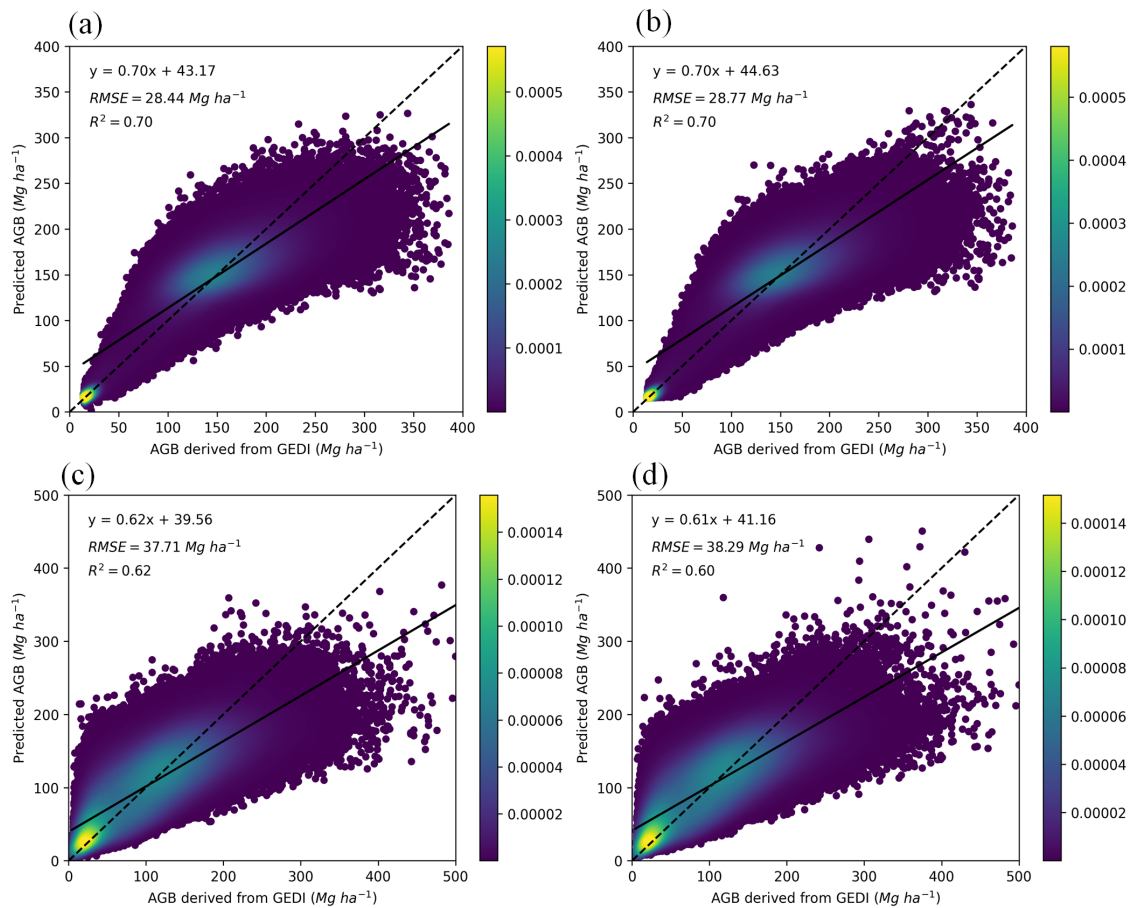 (a)
(b)
400
350
300
250
200
150
100
50
0
y = 0.70x + 43.17
RMSE = 28.44 Mg ha⁻¹
R² = 0.70
Predicted AGB (Mg ha⁻¹)
0 50 100 150 200 250 300 350 400
AGB derived from GEDI (Mg ha⁻¹)
0.0005
0.0004
0.0003
0.0002
0.0001
400
350
300
250
200
150
100
50
0
y = 0.70x + 44.63
RMSE = 28.77 Mg ha⁻¹
R² = 0.70
Predicted AGB (Mg ha⁻¹)
0 50 100 150 200 250 300 350 400
AGB derived from GEDI (Mg ha⁻¹)
0.0005
0.0004
0.0003
0.0002
0.0001
(c)
(d)
500
400
300
200
100
0
y = 0.62x + 39.56
RMSE = 37.71 Mg ha⁻¹
R² = 0.62
Predicted AGB (Mg ha⁻¹)
0 100 200 300 400 500
AGB derived from GEDI (Mg ha⁻¹)
0.00014
0.00012
0.00010
0.00008
0.00006
0.00004
0.00002
500
400
300
200
100
0
y = 0.61x + 41.16
RMSE = 38.29 Mg ha⁻¹
R² = 0.60
Predicted AGB (Mg ha⁻¹)
0 100 200 300 400 500
AGB derived from GEDI (Mg ha⁻¹)
0.00014
0.00012
0.00010
0.00008
0.00006
0.00004
0.00002